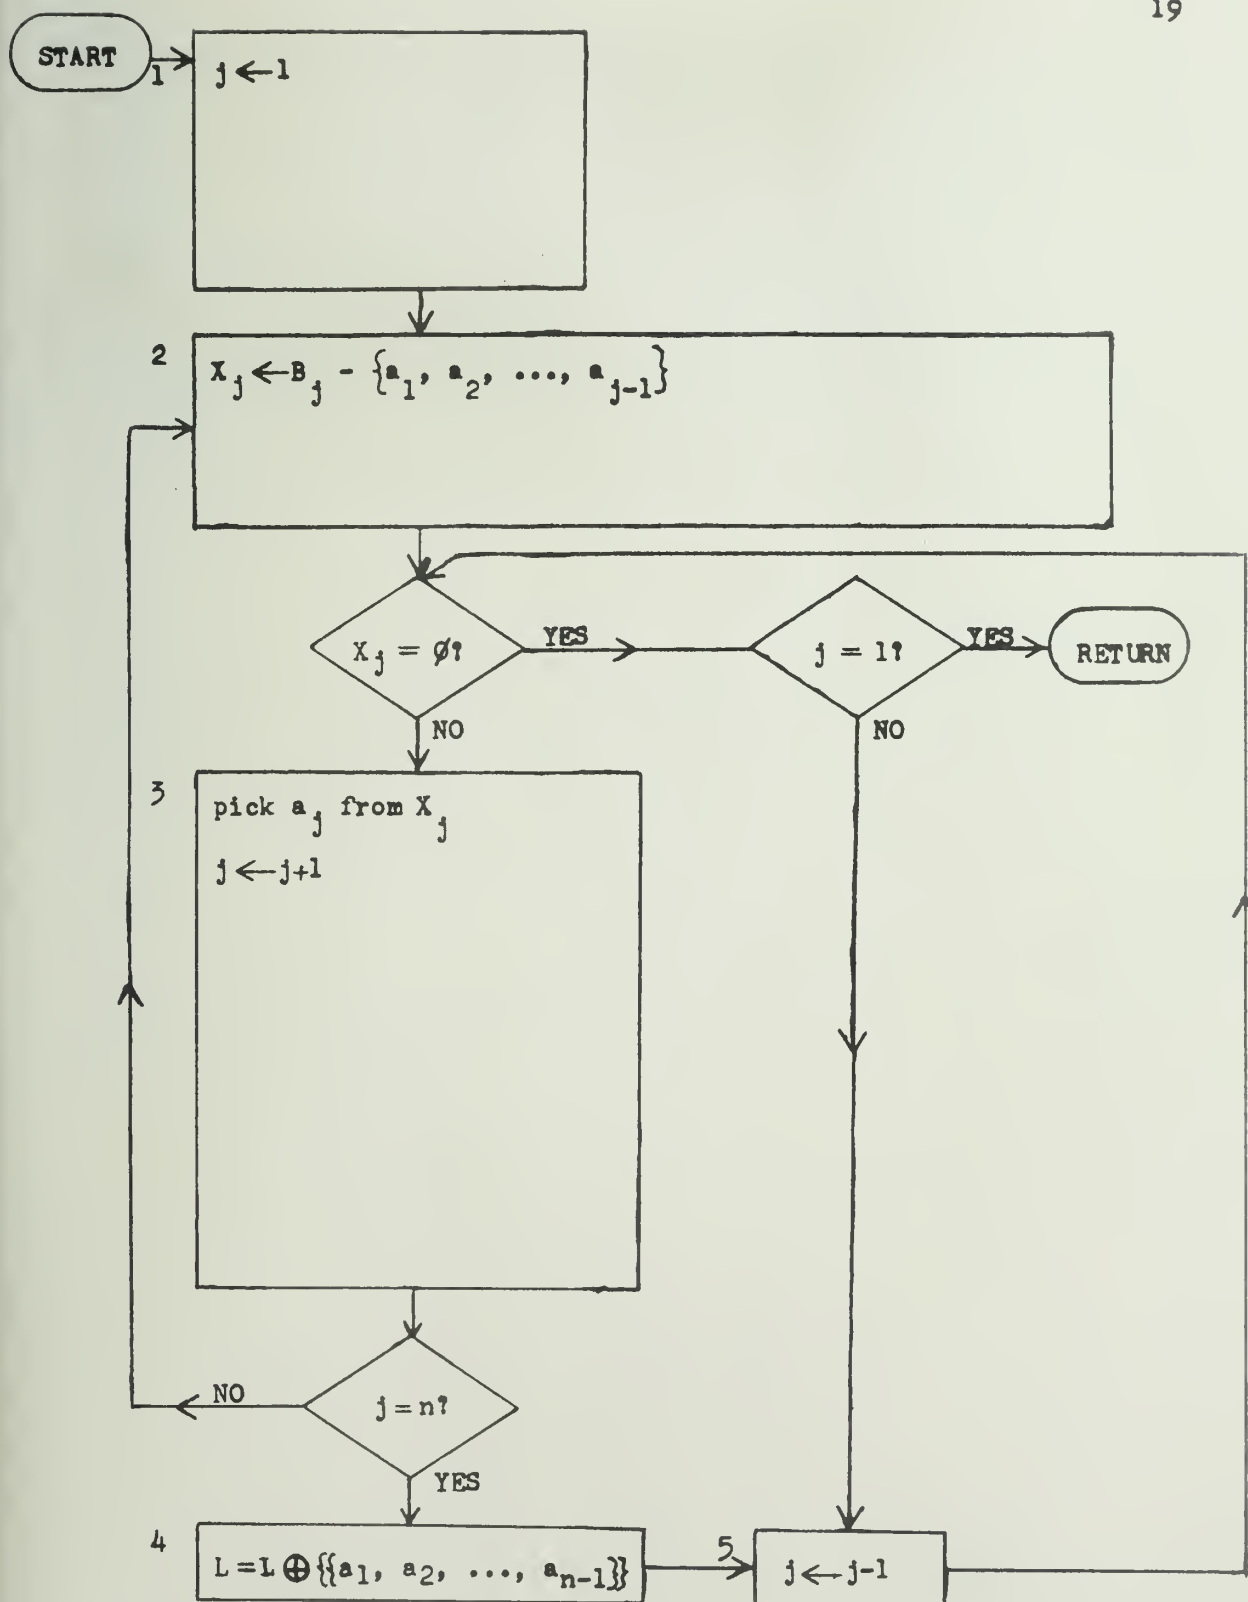 19
START
1
j ← 1
2
X_j ← B_j - {a_1, a_2, ..., a_{j-1}}
X_j = ∅?
YES
j = 1?
YES
RETURN
NO
NO
3
pick a_j from X_j
j ← j+1
j = n?
NO
YES
4
L = L ⊕ {{a_1, a_2, ..., a_{n-1}}}
5
j ← j-1